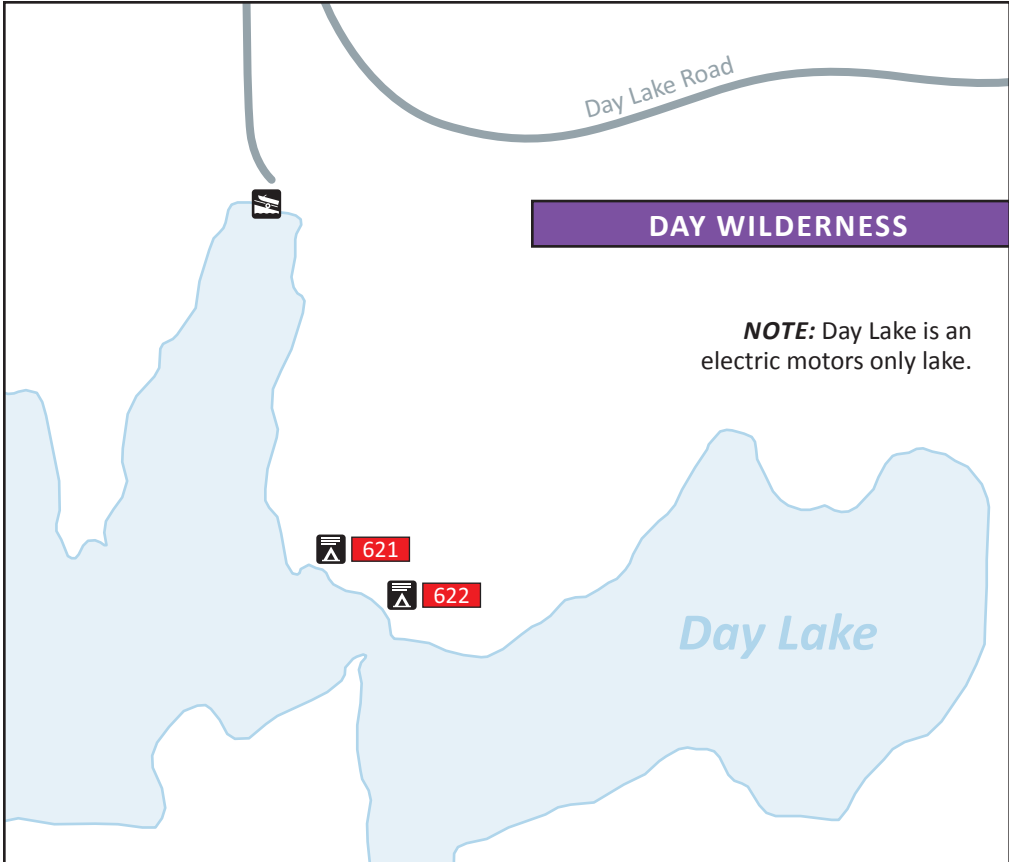 Day Lake Road
DAY WILDERNESS
NOTE: Day Lake is an
electric motors only lake.
621
622
Day Lake